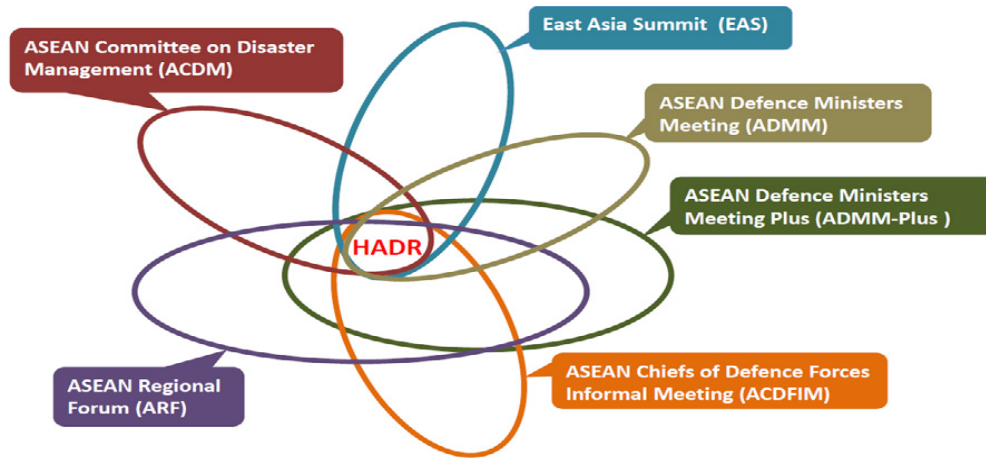 East Asia Summit  (EAS)
ASEAN Committee on Disaster
Management (ACDM)
ASEAN Defence Ministers
Meeting (ADMM)
ASEAN Defence Ministers
Meeting Plus (ADMM-Plus )
HADR
ASEAN Regional
Forum (ARF)
ASEAN Chiefs of Defence Forces
Informal Meeting (ACDFIM)